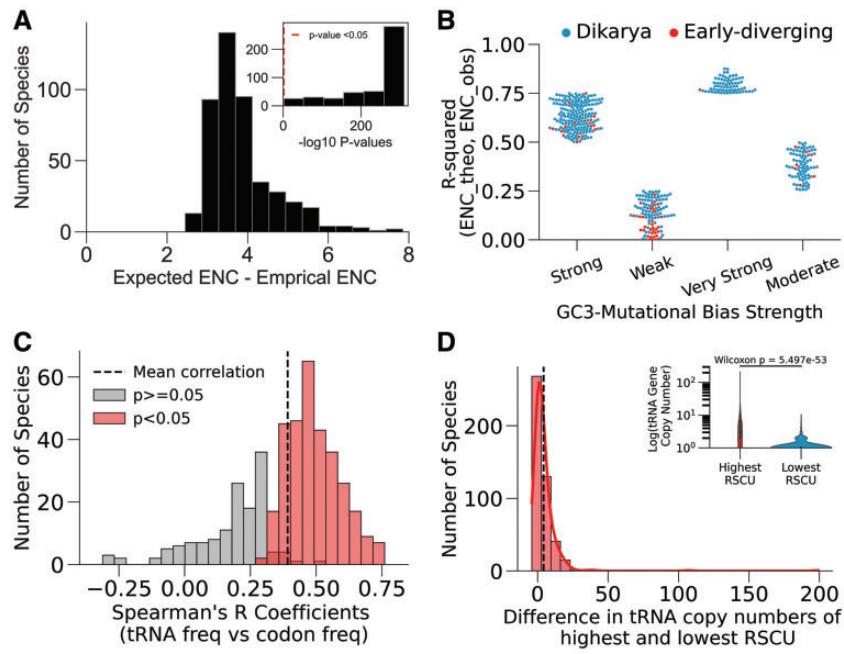 A
Number of Species
100
50
0
0 2 4 6 8
Expected ENC - Emprical ENC
p-value <0.05
200
100
0
0 200
-log10 P-values
B
Dikarya Early-diverging
R-squared
(ENC_theo, ENC_obs)
1.00
0.75
0.50
0.25
0.00
Strong Weak Very Strong Moderate
GC3-Mutational Bias Strength
C
Number of Species
60
40
20
0
Mean correlation
p>=0.05
p<0.05
−0.25 0.00 0.25 0.50 0.75
Spearman's R Coefficients
(tRNA freq vs codon freq)
D
Number of Species
200
100
0
0 50 100 150 200
Difference in tRNA copy numbers of
highest and lowest RSCU
Wilcoxon p = 5.497e-53
Log(tRNA Gene
Copy Number)
10²
10¹
10⁰
Highest Lowest
RSCU RSCU